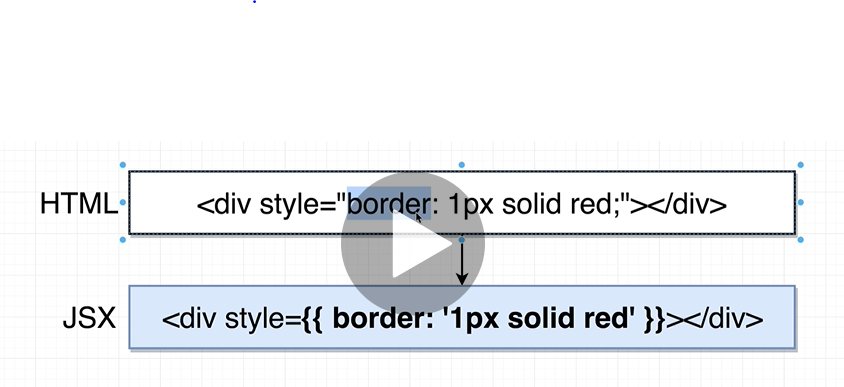 HTML <div style="border: 1px solid red;"></div>
JSX <div style={{ border: '1px solid red' }}></div>